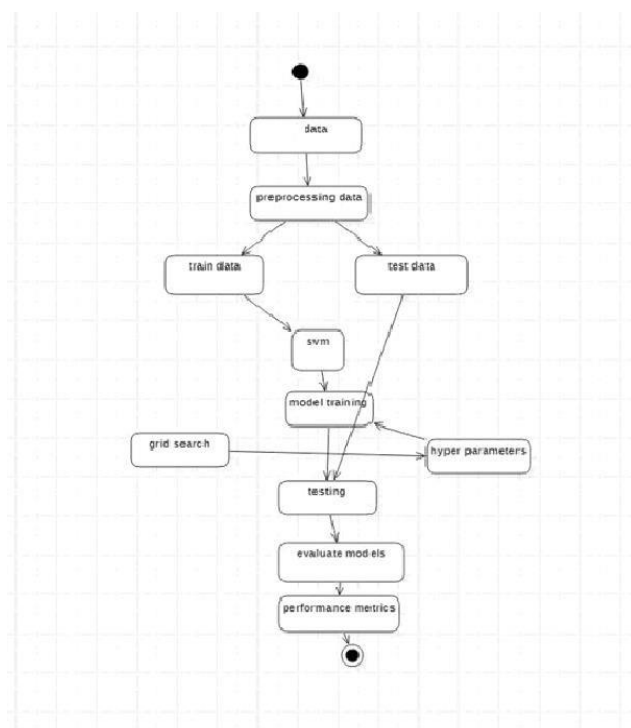 data
preprocessing data
train data
test data
svm
model training
grid search
hyper parameters
testing
evaluate models
performance metrics